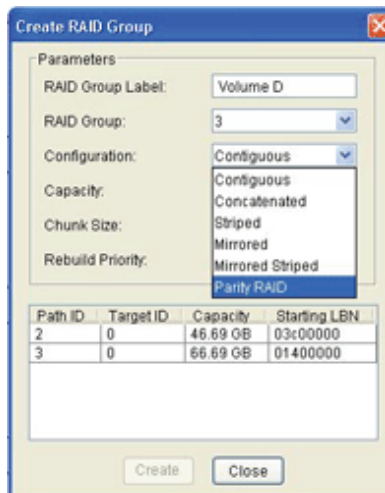 Create RAID Group
Parameters
RAID Group Label: Volume D
RAID Group: 3
Configuration: Contiguous
Contiguous
Capacity:
Concatenated
Striped
Chunk Size:
Mirrored
Rebuild Priority:
Mirrored Striped
Parity RAID
Path ID Target ID Capacity Starting LBN
2 0 46.69 GB 03c00000
3 0 66.69 GB 01400000
Create Close